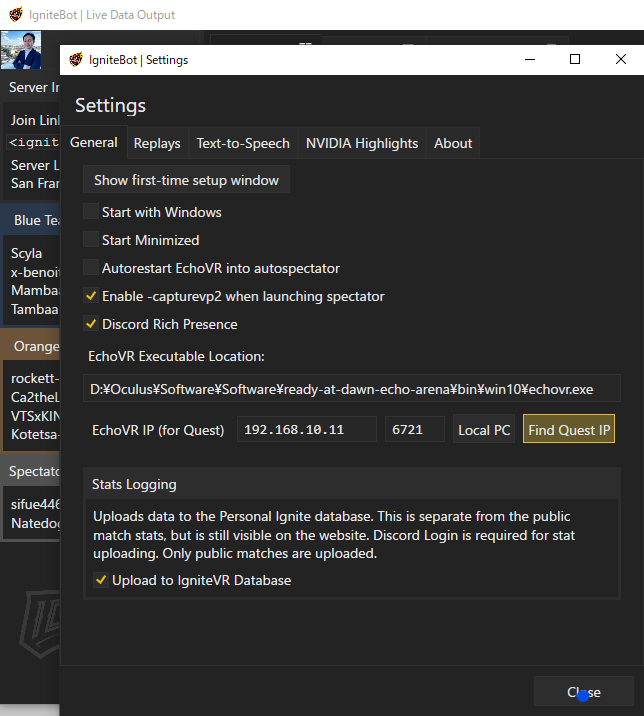 IgniteBot | Live Data Output
IgniteBot | Settings
Settings
General Replays Text-to-Speech NVIDIA Highlights About
Show first-time setup window
Start with Windows
Start Minimized
Autorestart EchoVR into autospectator
Enable -capturevp2 when launching spectator
Discord Rich Presence
EchoVR Executable Location:
D:¥Oculus¥Software¥Software¥ready-at-dawn-echo-arena¥bin¥win10¥echovr.exe
EchoVR IP (for Quest) 192.168.10.11 6721 Local PC Find Quest IP
Stats Logging
Uploads data to the Personal Ignite database. This is separate from the public
match stats, but is still visible on the website. Discord Login is required for stat
uploading. Only public matches are uploaded.
Upload to IgniteVR Database
Close
Server In
Join Lin
<ignit
Server L
San Fran
Blue Tea
Scyla
x-benoit
Mambaa
Tambaa
Orange
rockett-
Ca2theL
VTSxKIN
Kotetsa-
Spectato
sifue446
Natedog